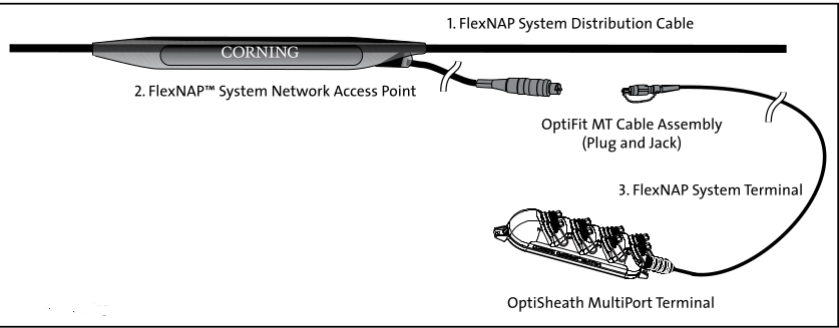 1. FlexNAP System Distribution Cable
CORNING
2. FlexNAP™ System Network Access Point
OptiFit MT Cable Assembly
(Plug and Jack)
3. FlexNAP System Terminal
OptiSheath MultiPort Terminal